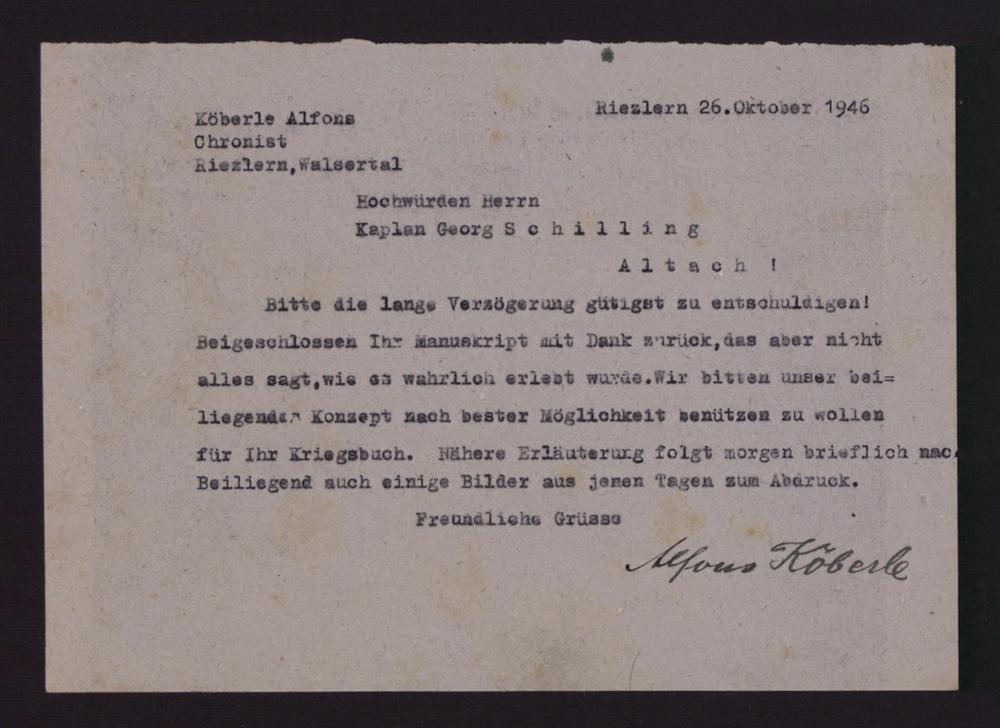 Riezlern 26.Oktober 1946
Köberle Alfons
Chronist
Riezlern,Walsertal
Hochwürden Herrn
Kaplan Georg S c h i l l i n g
A l t a c h !
Bitte die lange Verzögerung gütigst zu entschuldigen!
Beigeschlossen Ihr Manuskript mit Dank zurück,das aber nicht
alles sagt,wie es wahrlich erlebt wurde.Wir bitten unser bei=
liegendes Konzept nach bester Möglichkeit benützen zu wollen
für Ihr Kriegsbuch. Nähere Erläuterung folgt morgen brieflich nac
Beiliegend auch einige Bilder aus jenen Tagen zum Abdruck.
Freundliche Grüsse
Alfons Köberle